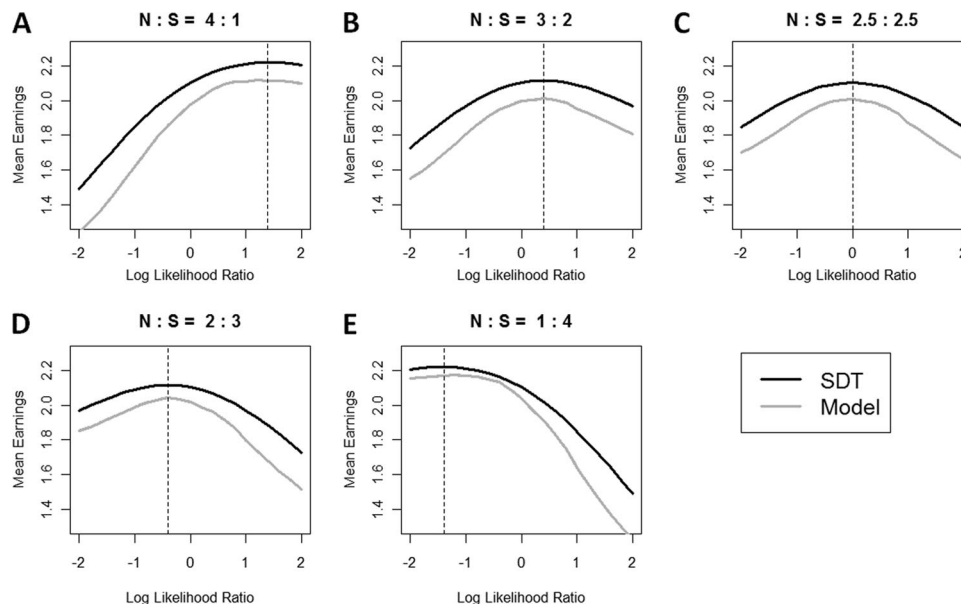 A
N : S = 4 : 1
Mean Earnings
2.2
2.0
1.8
1.6
1.4
-2 -1 0 1 2
Log Likelihood Ratio
B
N : S = 3 : 2
Mean Earnings
2.2
2.0
1.8
1.6
1.4
-2 -1 0 1 2
Log Likelihood Ratio
C
N : S = 2.5 : 2.5
Mean Earnings
2.2
2.0
1.8
1.6
1.4
-2 -1 0 1 2
Log Likelihood Ratio
D
N : S = 2 : 3
Mean Earnings
2.2
2.0
1.8
1.6
1.4
-2 -1 0 1 2
Log Likelihood Ratio
E
N : S = 1 : 4
Mean Earnings
2.2
2.0
1.8
1.6
1.4
-2 -1 0 1 2
Log Likelihood Ratio
SDT
Model